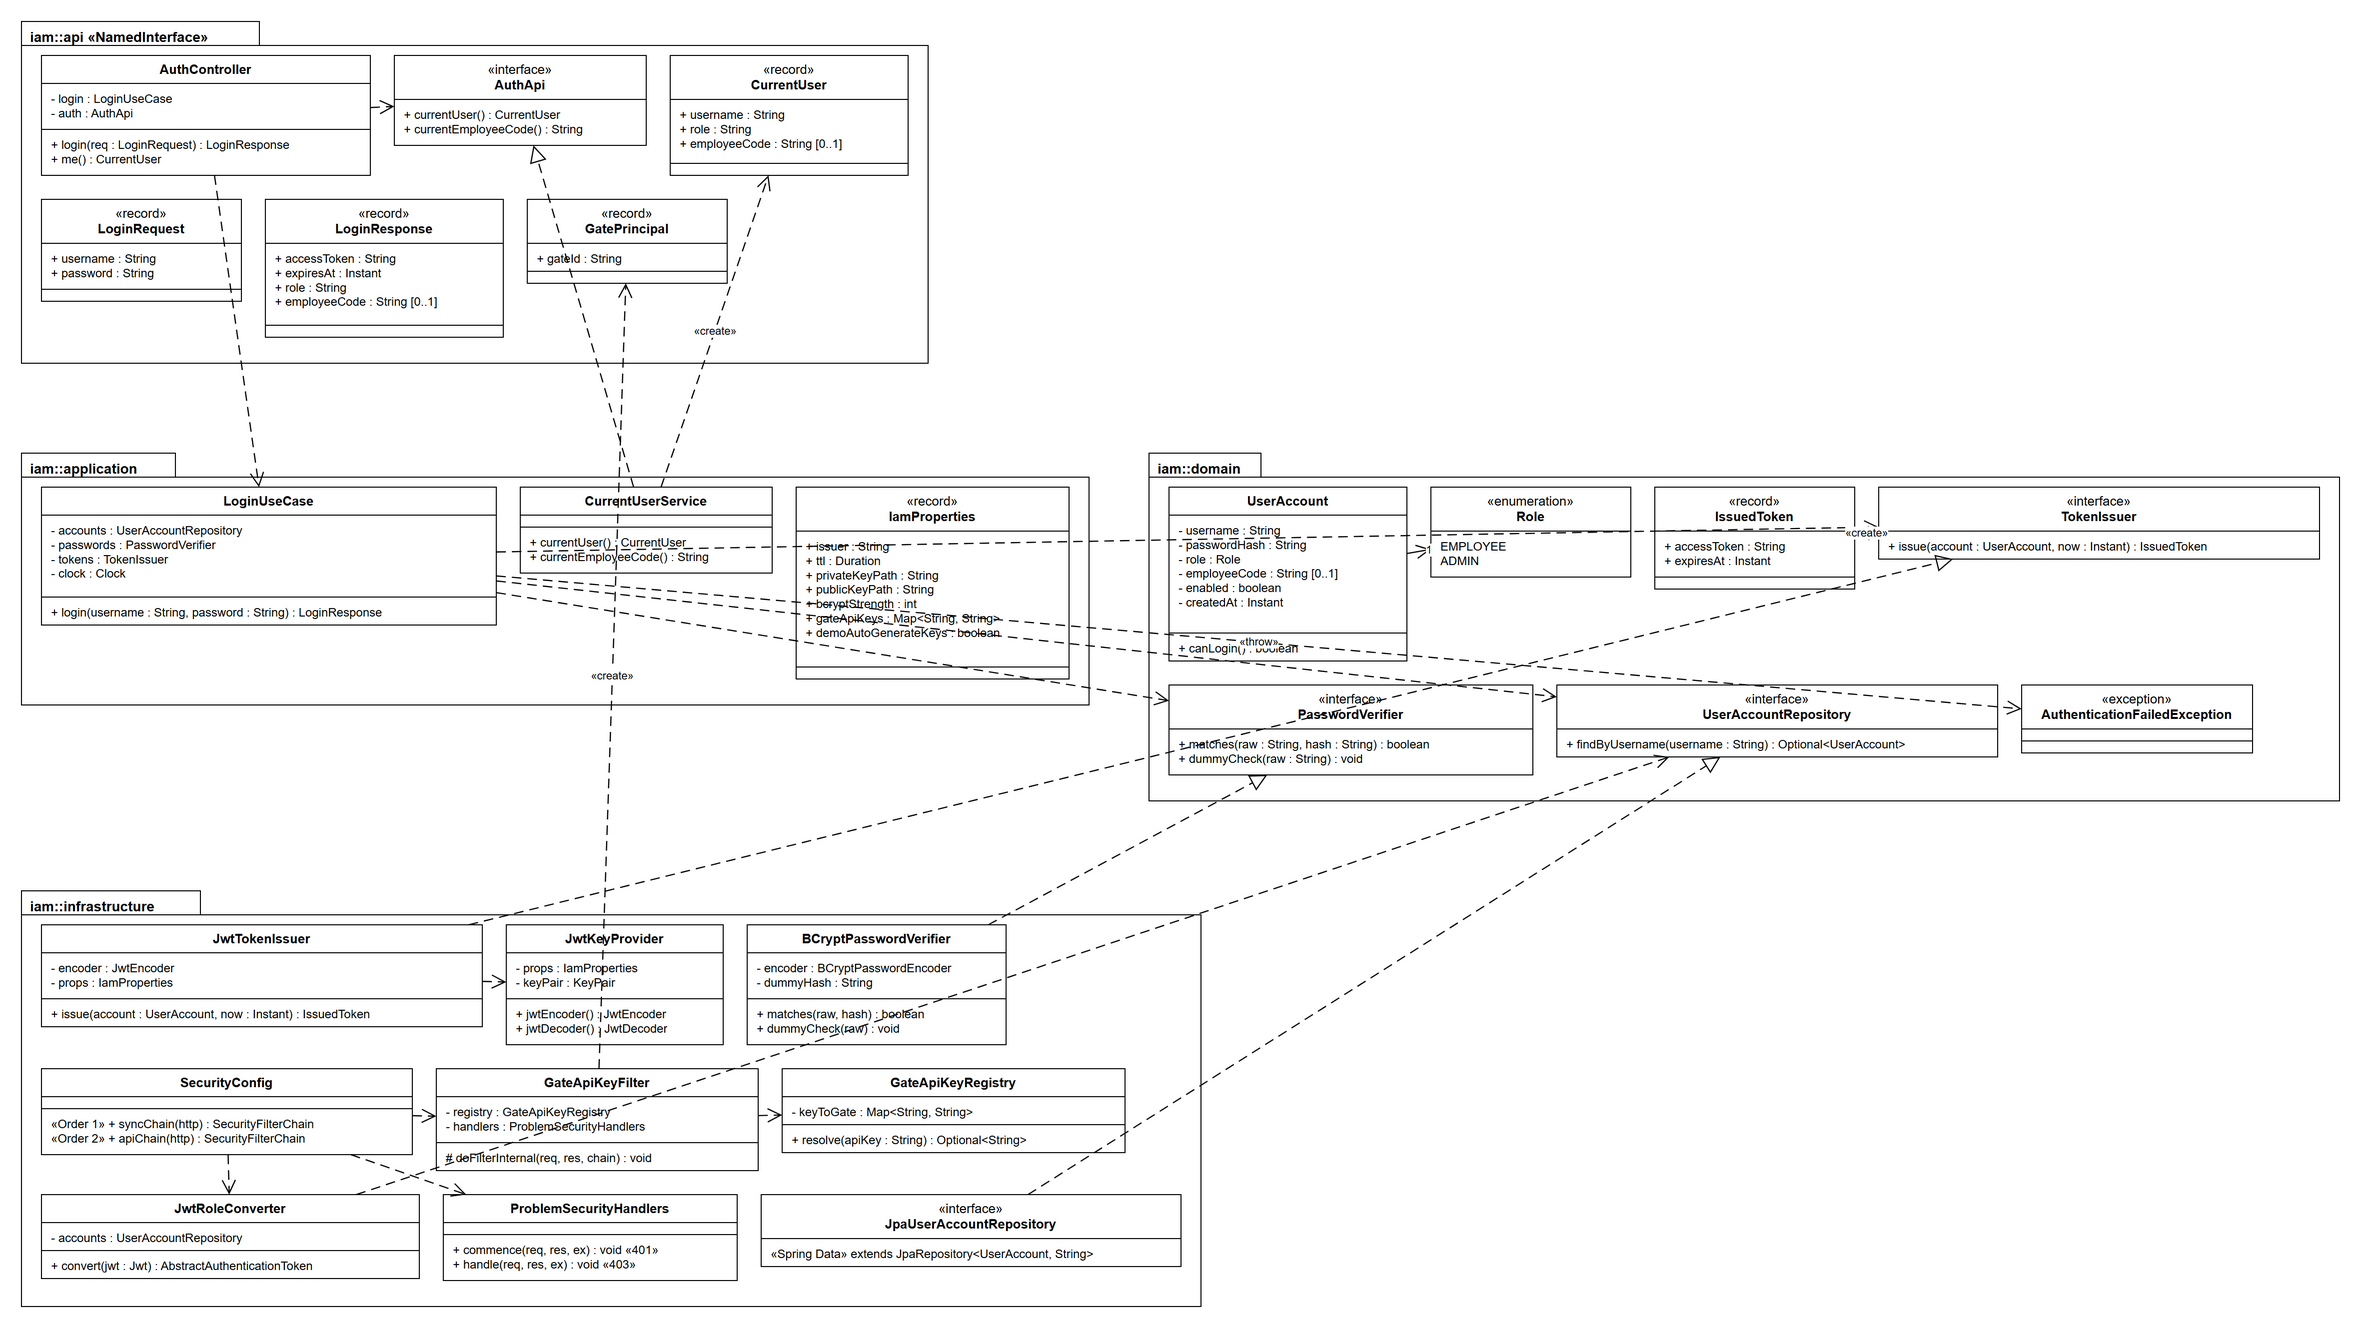 iam::api «NamedInterface»
AuthController
- login : LoginUseCase
- auth : AuthApi
+ login(req : LoginRequest) : LoginResponse
+ me() : CurrentUser
«interface»
AuthApi
+ currentUser() : CurrentUser
+ currentEmployeeCode() : String
«record»
CurrentUser
+ username : String
+ role : String
+ employeeCode : String [0..1]
«record»
LoginRequest
+ username : String
+ password : String
«record»
LoginResponse
+ accessToken : String
+ expiresAt : Instant
+ role : String
+ employeeCode : String [0..1]
«record»
GatePrincipal
+ gateId : String
«create»
iam::application
LoginUseCase
- accounts : UserAccountRepository
- passwords : PasswordVerifier
- tokens : TokenIssuer
- clock : Clock
+ login(username : String, password : String) : LoginResponse
CurrentUserService
+ currentUser() : CurrentUser
+ currentEmployeeCode() : String
«record»
IamProperties
+ issuer : String
+ ttl : Duration
+ privateKeyPath : String
+ publicKeyPath : String
+ bcryptStrength : int
+ gateApiKeys : Map<String, String>
+ demoAutoGenerateKeys : boolean
«create»
iam::domain
UserAccount
- username : String
- passwordHash : String
- role : Role
- employeeCode : String [0..1]
- enabled : boolean
- createdAt : Instant
+ canLogin() : boolean
1
«enumeration»
Role
EMPLOYEE
ADMIN
«record»
IssuedToken
+ accessToken : String
+ expiresAt : Instant
«create»
«interface»
TokenIssuer
+ issue(account : UserAccount, now : Instant) : IssuedToken
«throw»
«interface»
PasswordVerifier
+ matches(raw : String, hash : String) : boolean
+ dummyCheck(raw : String) : void
«interface»
UserAccountRepository
+ findByUsername(username : String) : Optional<UserAccount>
«exception»
AuthenticationFailedException
iam::infrastructure
JwtTokenIssuer
- encoder : JwtEncoder
- props : IamProperties
+ issue(account : UserAccount, now : Instant) : IssuedToken
JwtKeyProvider
- props : IamProperties
- keyPair : KeyPair
+ jwtEncoder() : JwtEncoder
+ jwtDecoder() : JwtDecoder
BCryptPasswordVerifier
- encoder : BCryptPasswordEncoder
- dummyHash : String
+ matches(raw, hash) : boolean
+ dummyCheck(raw) : void
SecurityConfig
«Order 1» + syncChain(http) : SecurityFilterChain
«Order 2» + apiChain(http) : SecurityFilterChain
GateApiKeyFilter
- registry : GateApiKeyRegistry
- handlers : ProblemSecurityHandlers
# doFilterInternal(req, res, chain) : void
GateApiKeyRegistry
- keyToGate : Map<String, String>
+ resolve(apiKey : String) : Optional<String>
JwtRoleConverter
- accounts : UserAccountRepository
+ convert(jwt : Jwt) : AbstractAuthenticationToken
ProblemSecurityHandlers
+ commence(req, res, ex) : void «401»
+ handle(req, res, ex) : void «403»
«interface»
JpaUserAccountRepository
«Spring Data» extends JpaRepository<UserAccount, String>